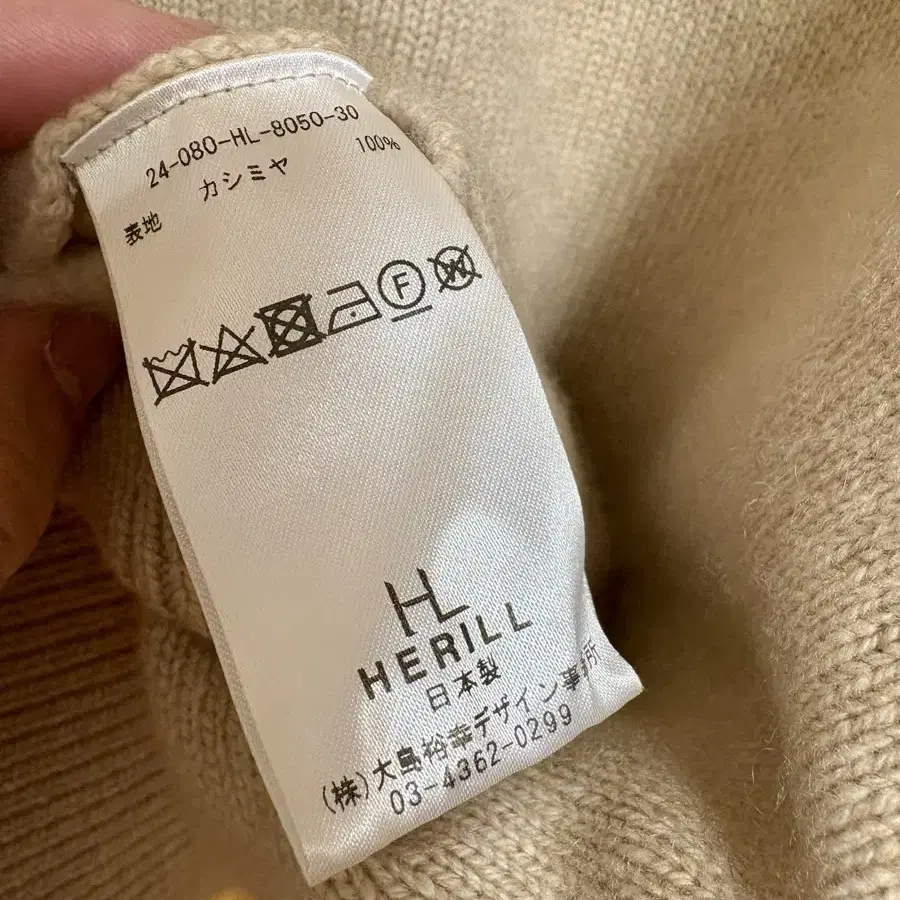 24-080-HL-8050-30
表地 カシミヤ 100%
F W
HL
HERILL
日本製
(株)大島裕幸デザイン事務所
03-4362-0299